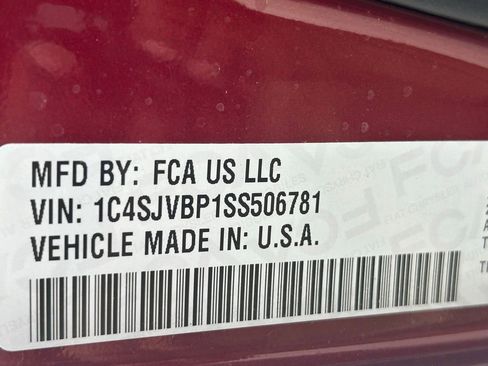 MFD BY: FCA US LLC
VIN: 1C4SJVBP1SS506781
VEHICLE MADE IN: U.S.A.